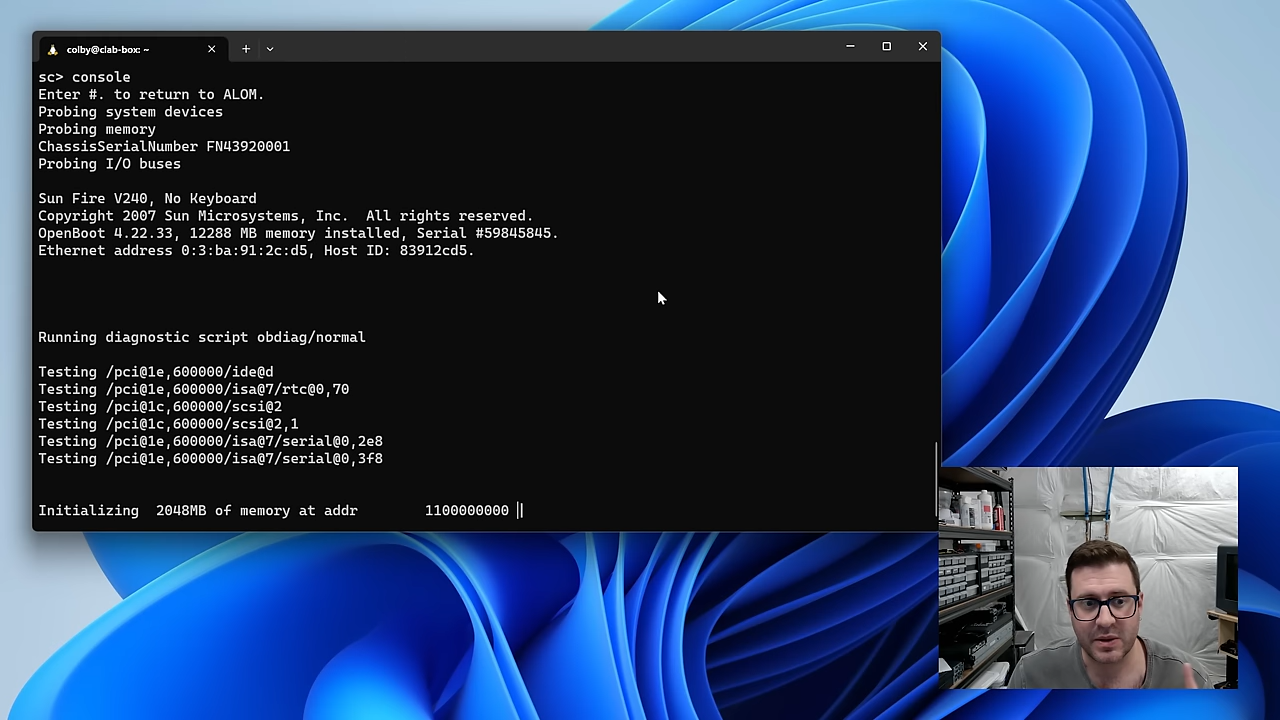 colby@clab-box: ~
sc> console
Enter #. to return to ALOM.
Probing system devices
Probing memory
ChassisSerialNumber FN43920001
Probing I/O buses
Sun Fire V240, No Keyboard
Copyright 2007 Sun Microsystems, Inc.  All rights reserved.
OpenBoot 4.22.33, 12288 MB memory installed, Serial #59845845.
Ethernet address 0:3:ba:91:2c:d5, Host ID: 83912cd5.
Running diagnostic script obdiag/normal
Testing /pci@1e,600000/ide@d
Testing /pci@1e,600000/isa@7/rtc@0,70
Testing /pci@1c,600000/scsi@2
Testing /pci@1c,600000/scsi@2,1
Testing /pci@1e,600000/isa@7/serial@0,2e8
Testing /pci@1e,600000/isa@7/serial@0,3f8
Initializing  2048MB of memory at addr        1100000000 |